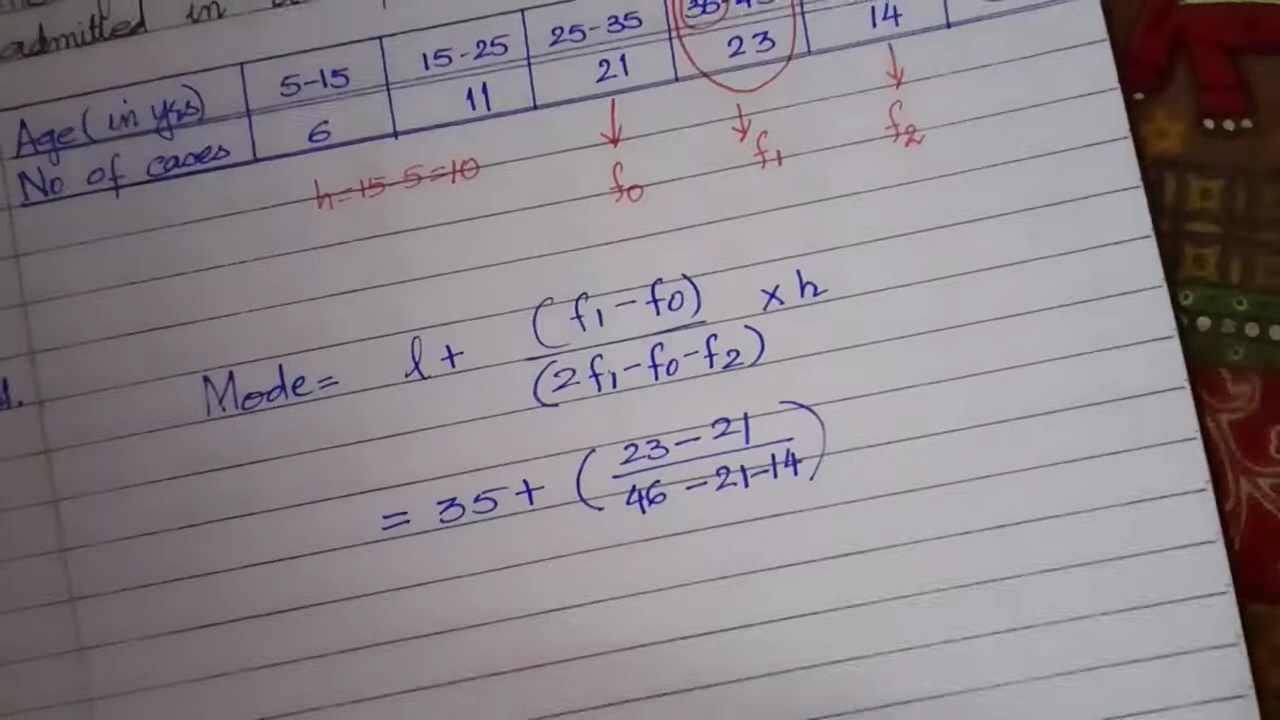 admitted in
Age (in yrs) 5-15 15-25 25-35
No of cases 6 11 21 23 14
h=15-5=10 f0 f1 f2
Mode = l + (f1-f0) / (2f1-f0-f2) × h
= 35 + (23-21 / 46-21-14)